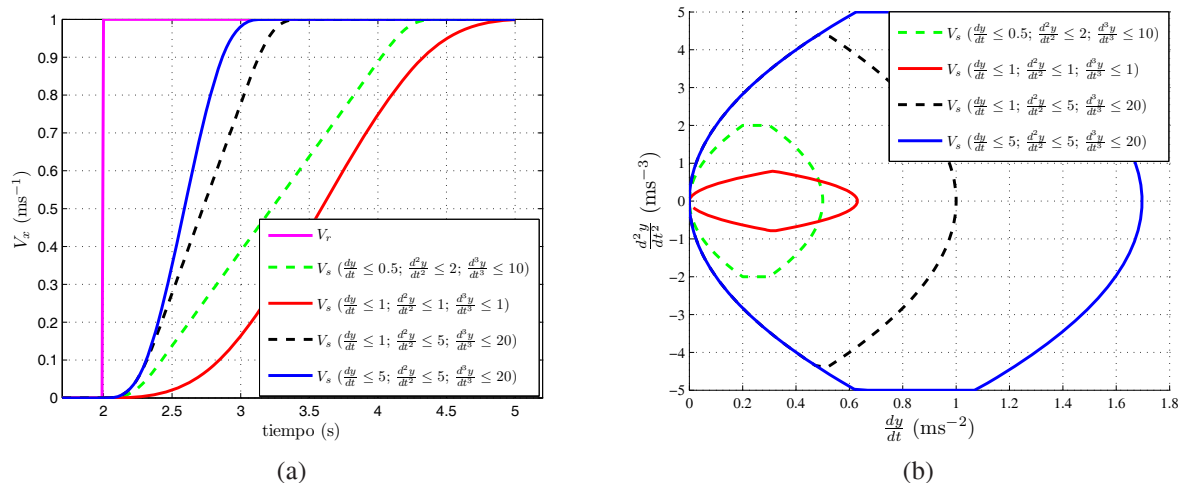 1
0.9
0.8
0.7
0.6
0.5
0.4
0.3
0.2
0.1
0
V_x (ms^{-1})
2 2.5 3 3.5 4 4.5 5
tiempo (s)
V_r
V_s (dy/dt ≤ 0.5; d²y/dt² ≤ 2; d³y/dt³ ≤ 10)
V_s (dy/dt ≤ 1; d²y/dt² ≤ 1; d³y/dt³ ≤ 1)
V_s (dy/dt ≤ 1; d²y/dt² ≤ 5; d³y/dt³ ≤ 20)
V_s (dy/dt ≤ 5; d²y/dt² ≤ 5; d³y/dt³ ≤ 20)
(a)
5
4
3
2
1
0
-1
-2
-3
-4
-5
d²y/dt² (ms^{-3})
0 0.2 0.4 0.6 0.8 1 1.2 1.4 1.6 1.8
dy/dt (ms^{-2})
V_s (dy/dt ≤ 0.5; d²y/dt² ≤ 2; d³y/dt³ ≤ 10)
V_s (dy/dt ≤ 1; d²y/dt² ≤ 1; d³y/dt³ ≤ 1)
V_s (dy/dt ≤ 1; d²y/dt² ≤ 5; d³y/dt³ ≤ 20)
V_s (dy/dt ≤ 5; d²y/dt² ≤ 5; d³y/dt³ ≤ 20)
(b)